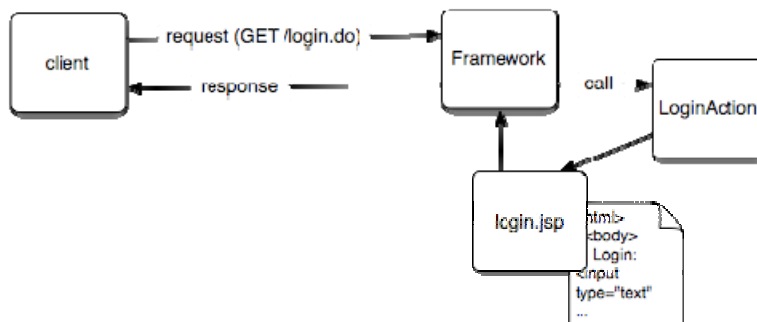 request (GET /login.do)
client
Framework
response
call
LoginAction
login.jsp
html>
<body>
Login:
<input
type="text"
...